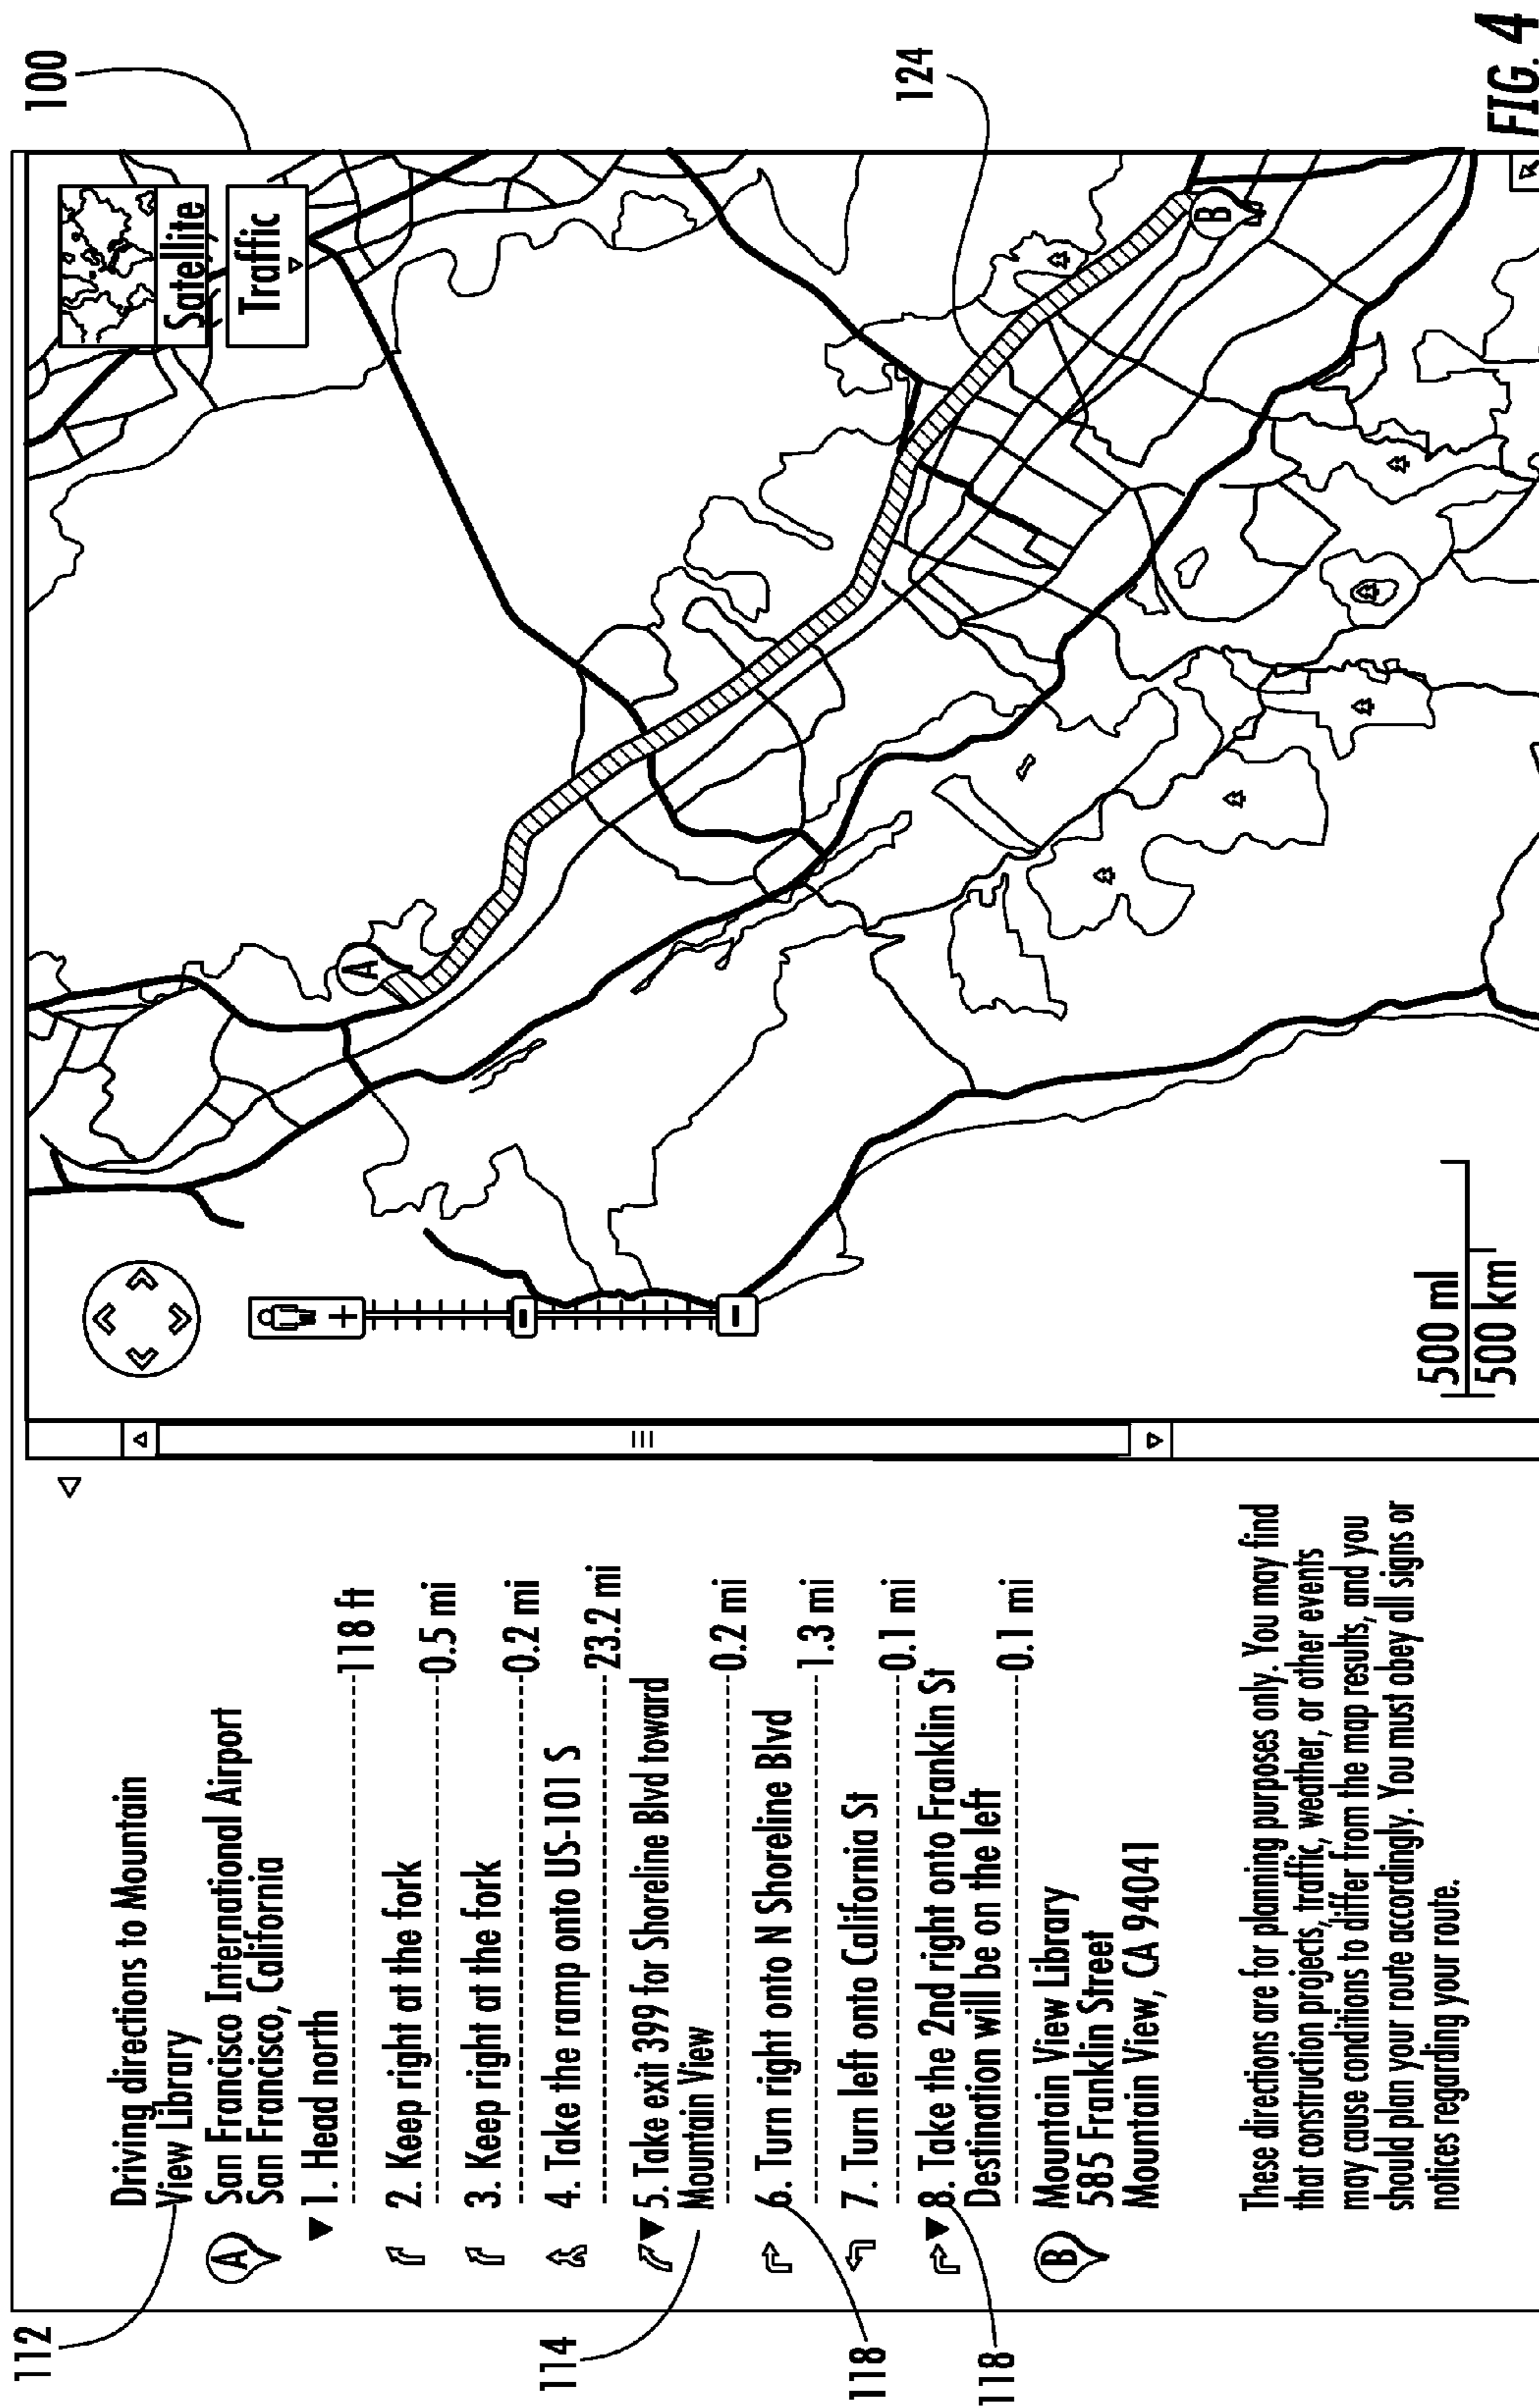 112
Driving directions to Mountain
View Library
A
San Francisco International Airport
San Francisco, California
1. Head north
118 ft
2. Keep right at the fork
0.5 mi
3. Keep right at the fork
0.2 mi
4. Take the ramp onto US-101 S
23.2 mi
114
5. Take exit 399 for Shoreline Blvd toward
Mountain View
0.2 mi
118
6. Turn right onto N Shoreline Blvd
1.3 mi
7. Turn left onto California St
0.1 mi
118
8. Take the 2nd right onto Franklin St
Destination will be on the left
0.1 mi
B
Mountain View Library
585 Franklin Street
Mountain View, CA 94041
These directions are for planning purposes only. You may find
that construction projects, traffic, weather, or other events
may cause conditions to differ from the map results, and you
should plan your route accordingly. You must obey all signs or
notices regarding your route.
100
Satellite
Traffic
A
124
B
500 ml
500 km
FIG. 4